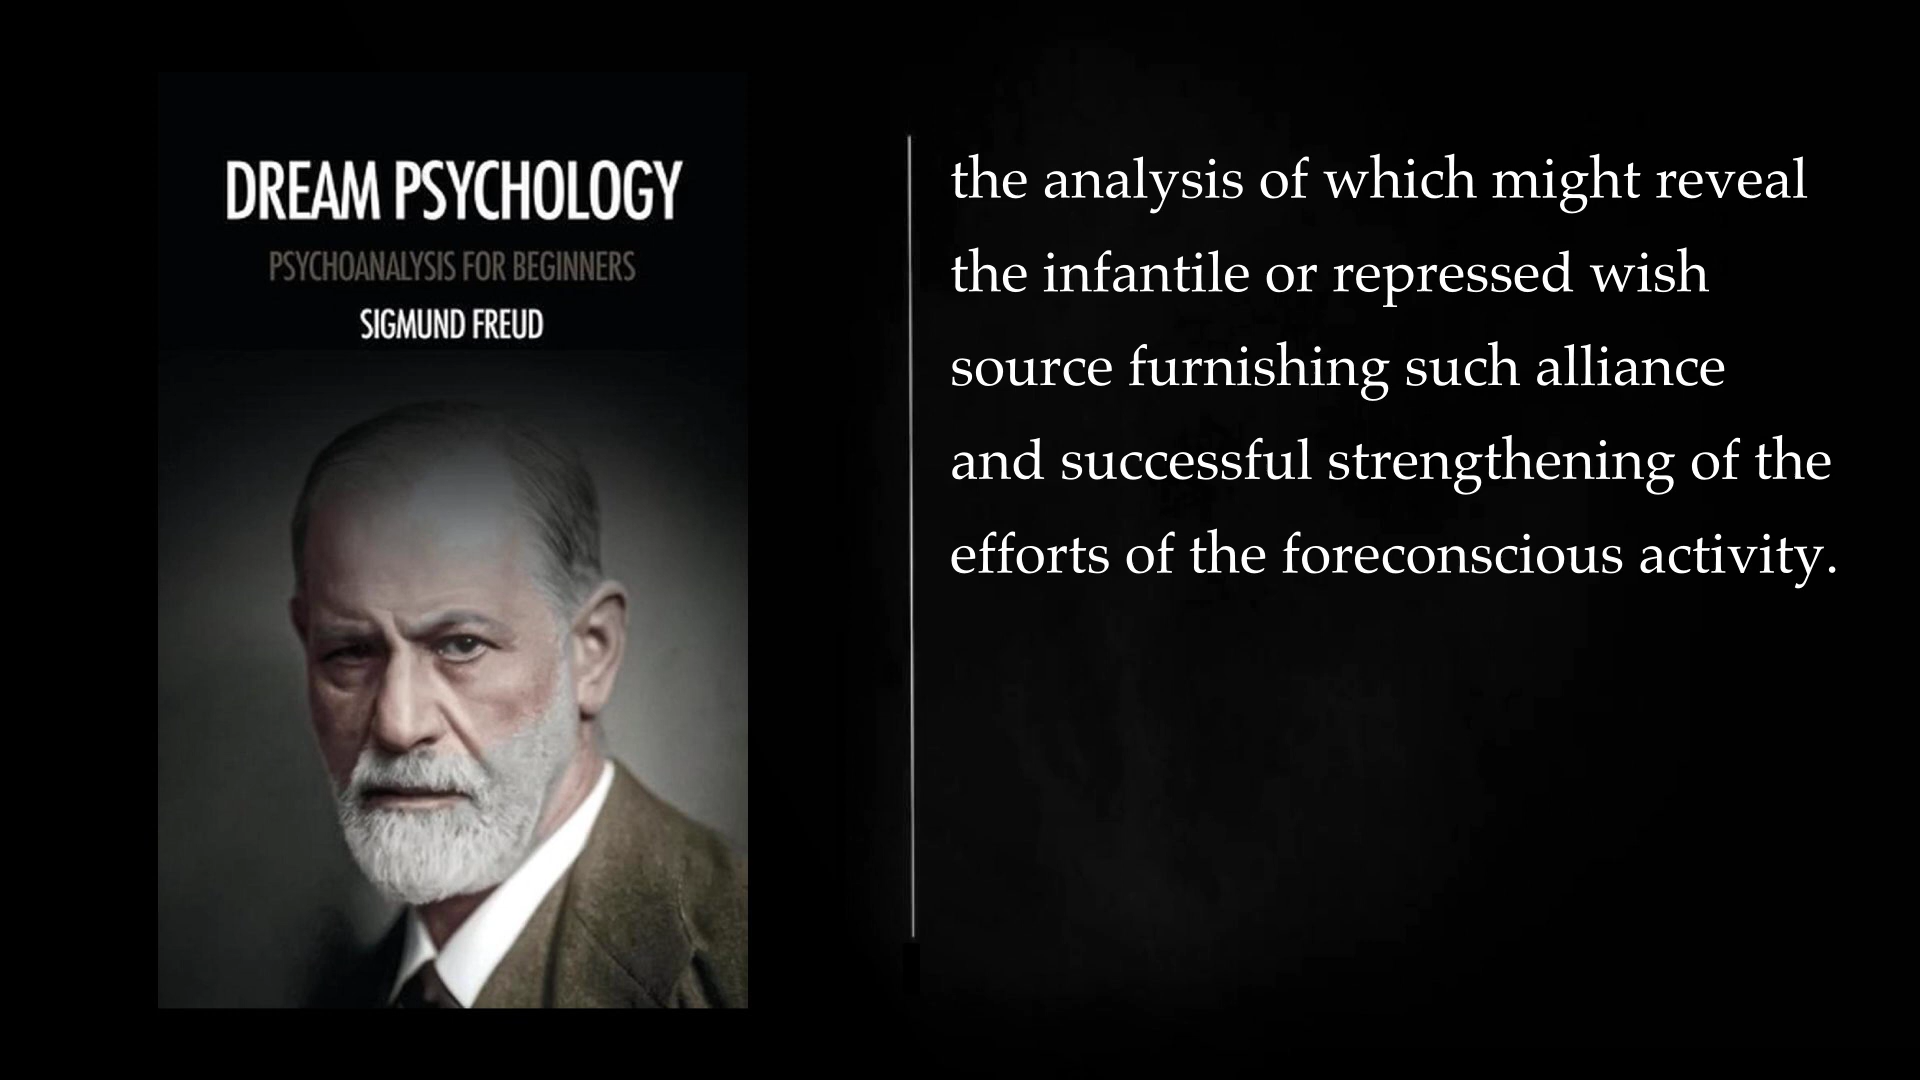 DREAM PSYCHOLOGY
PSYCHOANALYSIS FOR BEGINNERS
SIGMUND FREUD
the analysis of which might reveal
the infantile or repressed wish
source furnishing such alliance
and successful strengthening of the
efforts of the foreconscious activity.